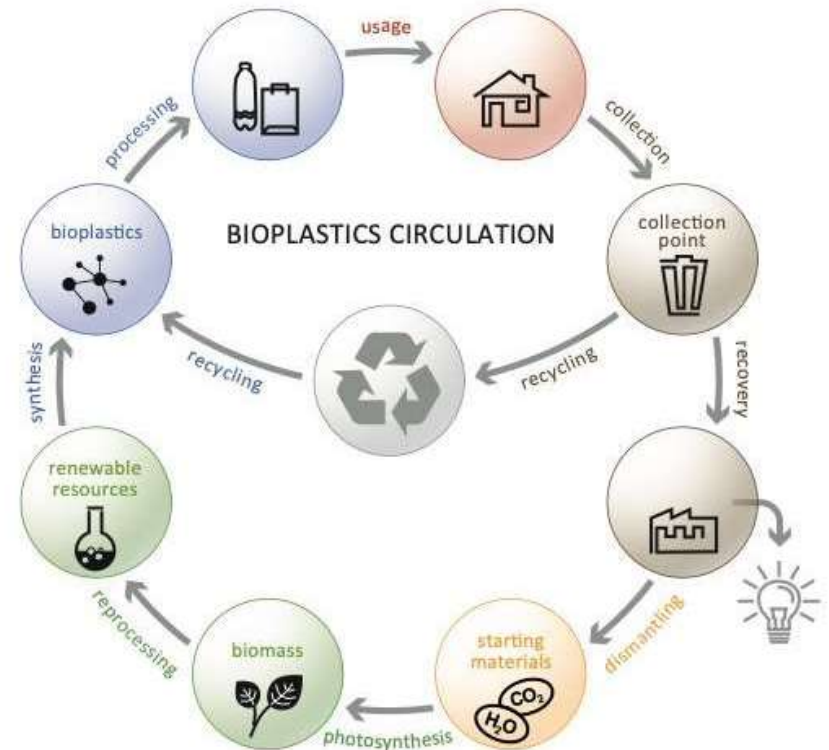 usage
processing
collection
bioplastics
BIOPLASTICS CIRCULATION
collection
point
synthesis
recycling
recycling
recovery
renewable
resources
reprocessing
biomass
starting
materials
dismantling
CO₂
H₂O
photosynthesis